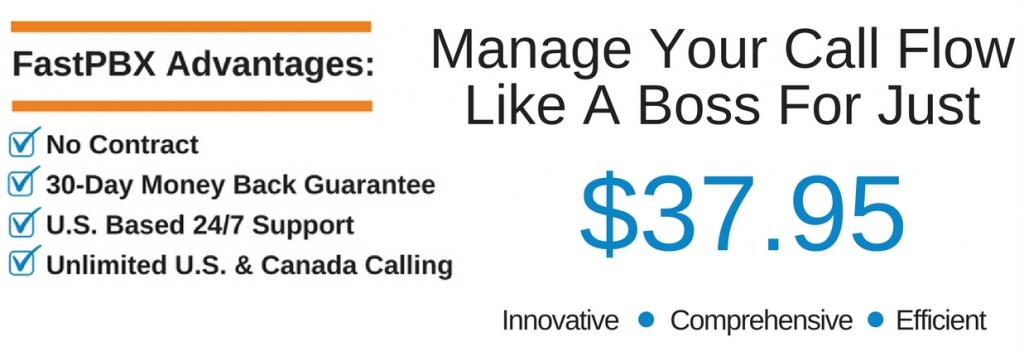 FastPBX Advantages:
No Contract
30-Day Money Back Guarantee
U.S. Based 24/7 Support
Unlimited U.S. & Canada Calling
Manage Your Call Flow
Like A Boss For Just
$37.95
Innovative • Comprehensive • Efficient